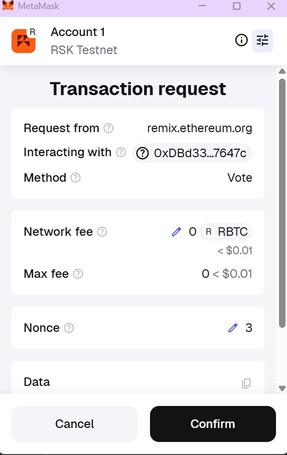 MetaMask
R
Account 1
RSK Testnet
Transaction request
Request from remix.ethereum.org
Interacting with 0xDBd33...7647c
Method Vote
Network fee 0 R RBTC
< $0.01
Max fee 0 < $0.01
Nonce 3
Data
Cancel Confirm